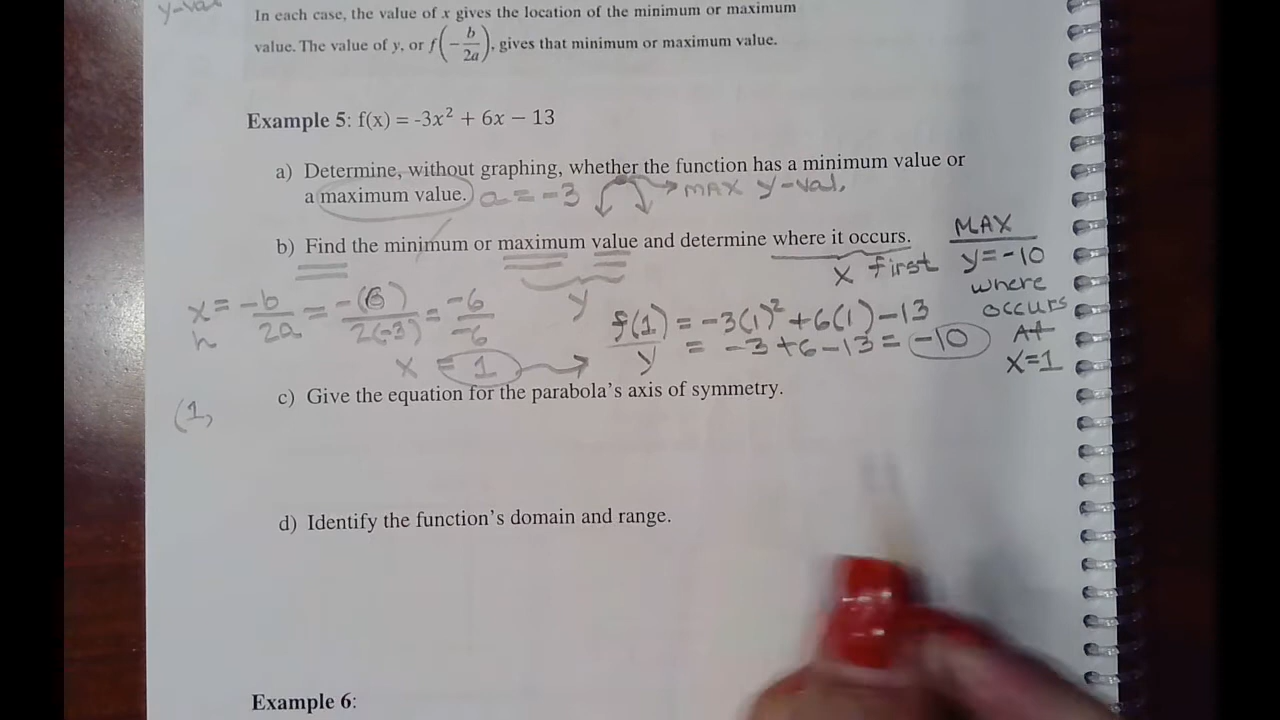 y-val
In each case, the value of x gives the location of the minimum or maximum
value. The value of y, or f(-b/2a), gives that minimum or maximum value.
Example 5: f(x) = -3x² + 6x − 13
a) Determine, without graphing, whether the function has a minimum value or
a maximum value. a = -3 → MAX y-val.
b) Find the minimum or maximum value and determine where it occurs.
MAX
y=-10
where
occurs
At
x=1
x first
y
x = -b/2a = -(6)/2(-3) = -6/-6
h
x = 1 →
f(1) = -3(1)² + 6(1) - 13
y = -3+6-13 = -10
c) Give the equation for the parabola's axis of symmetry.
(1,
d) Identify the function's domain and range.
Example 6: